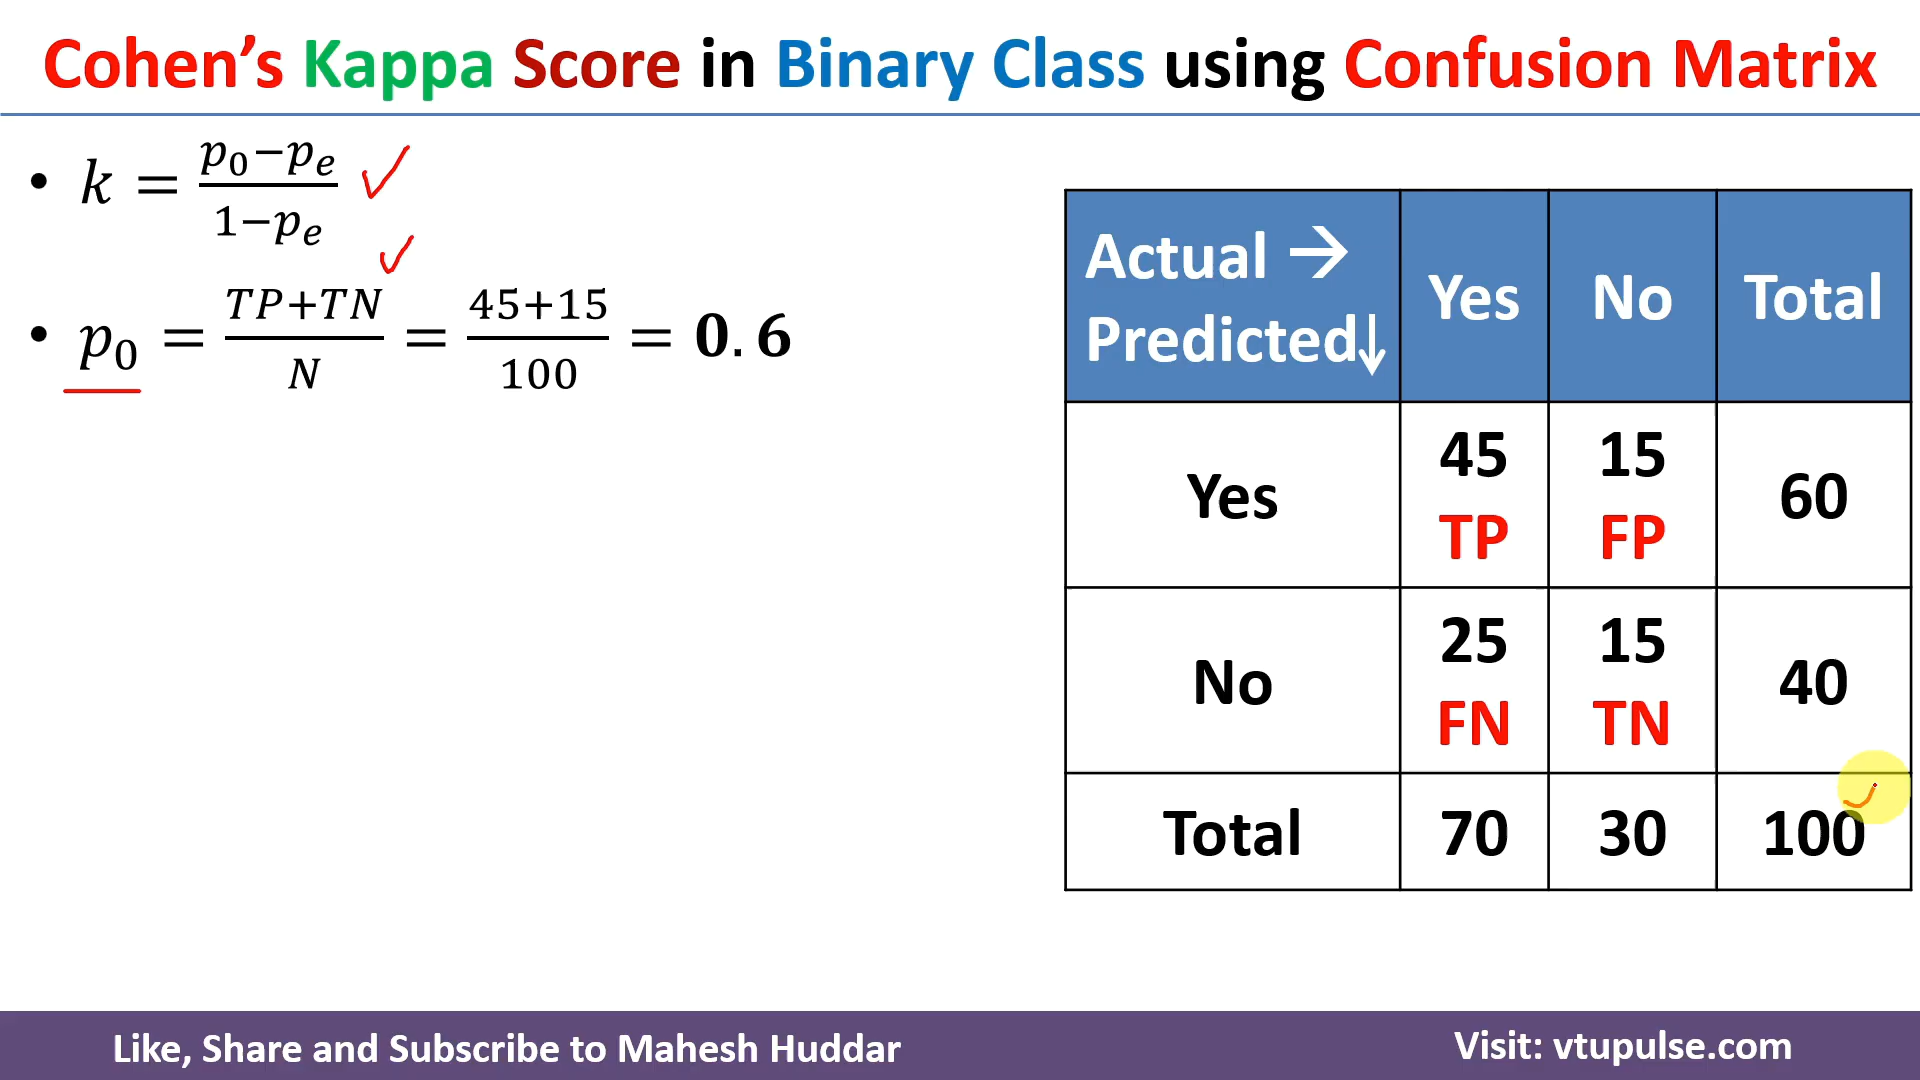 Cohen’s Kappa Score in Binary Class using Confusion Matrix
• k = (p₀−pₑ)/(1−pₑ)
• p₀ = (TP+TN)/N = (45+15)/100 = 0.6
Actual → Predicted↓ Yes No Total
Yes 45 TP 15 FP 60
No 25 FN 15 TN 40
Total 70 30 100
Like, Share and Subscribe to Mahesh Huddar
Visit: vtupulse.com